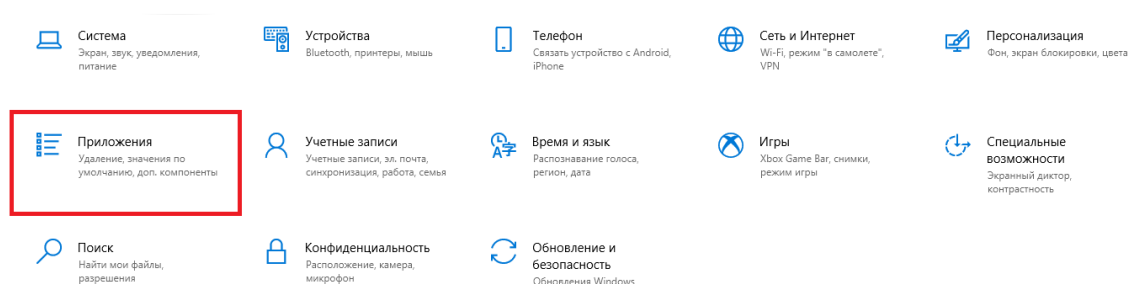 Система
Экран, звук, уведомления,
питание
Устройства
Bluetooth, принтеры, мышь
Телефон
Связать устройство с Android,
iPhone
Сеть и Интернет
Wi-Fi, режим "в самолете",
VPN
Персонализация
Фон, экран блокировки, цвета
Приложения
Удаление, значения по
умолчанию, доп. компоненты
Учетные записи
Учетные записи, эл. почта,
синхронизация, работа, семья
Время и язык
Распознавание голоса,
регион, дата
Игры
Xbox Game Bar, снимки,
режим игры
Специальные
возможности
Экранный диктор,
контрастность
Поиск
Найти мои файлы,
разрешения
Конфиденциальность
Расположение, камера,
микрофон
Обновление и
безопасность
Обновления Windows